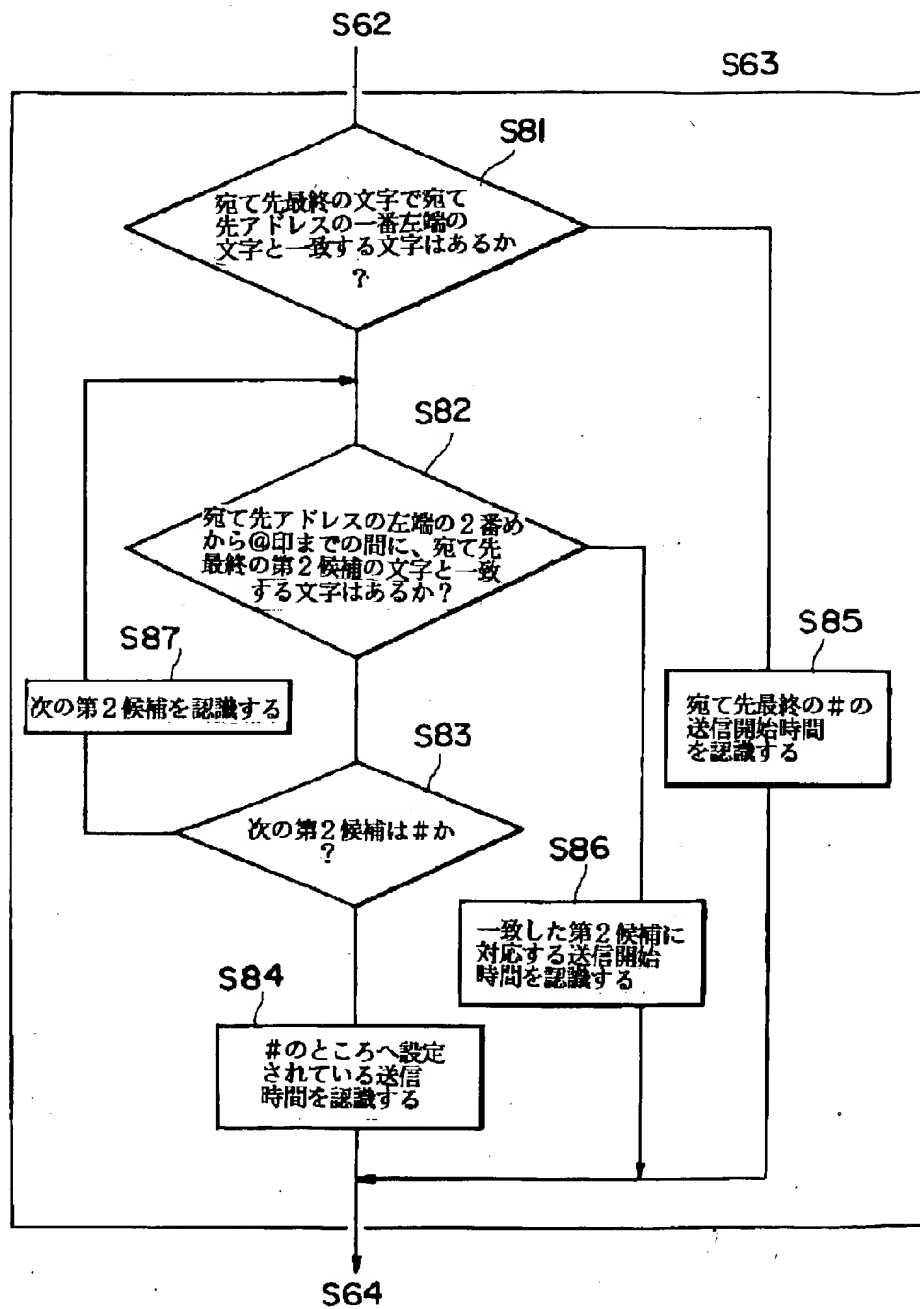 S62
S63
S81
宛て先最終の文字で宛て
先アドレスの一番左端の
文字と一致する文字はあるか
?
S82
宛て先アドレスの左端の2番め
から@印までの間に、宛て先
最終の第2候補の文字と一致
する文字はあるか?
S87
次の第2候補を認識する
S85
宛て先最終の#の
送信開始時間
を認識する
S83
次の第2候補は#か
?
S86
一致した第2候補に
対応する送信開始
時間を認識する
S84
#のところへ設定
されている送信
時間を認識する
S64